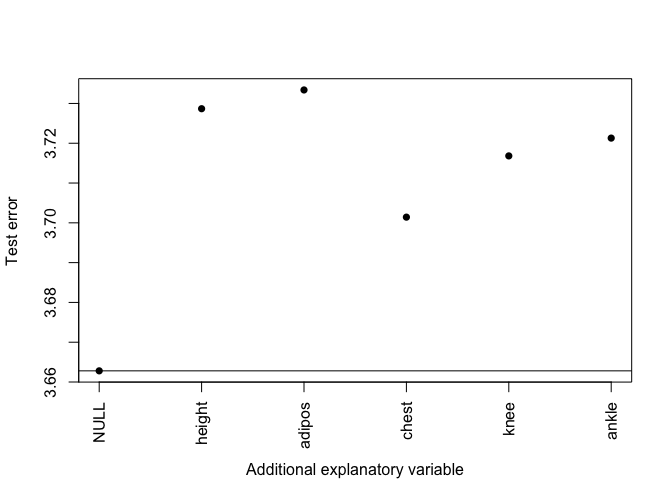 Test error
3.72
3.70
3.68
3.66
NULL
height
adipos
chest
knee
ankle
Additional explanatory variable